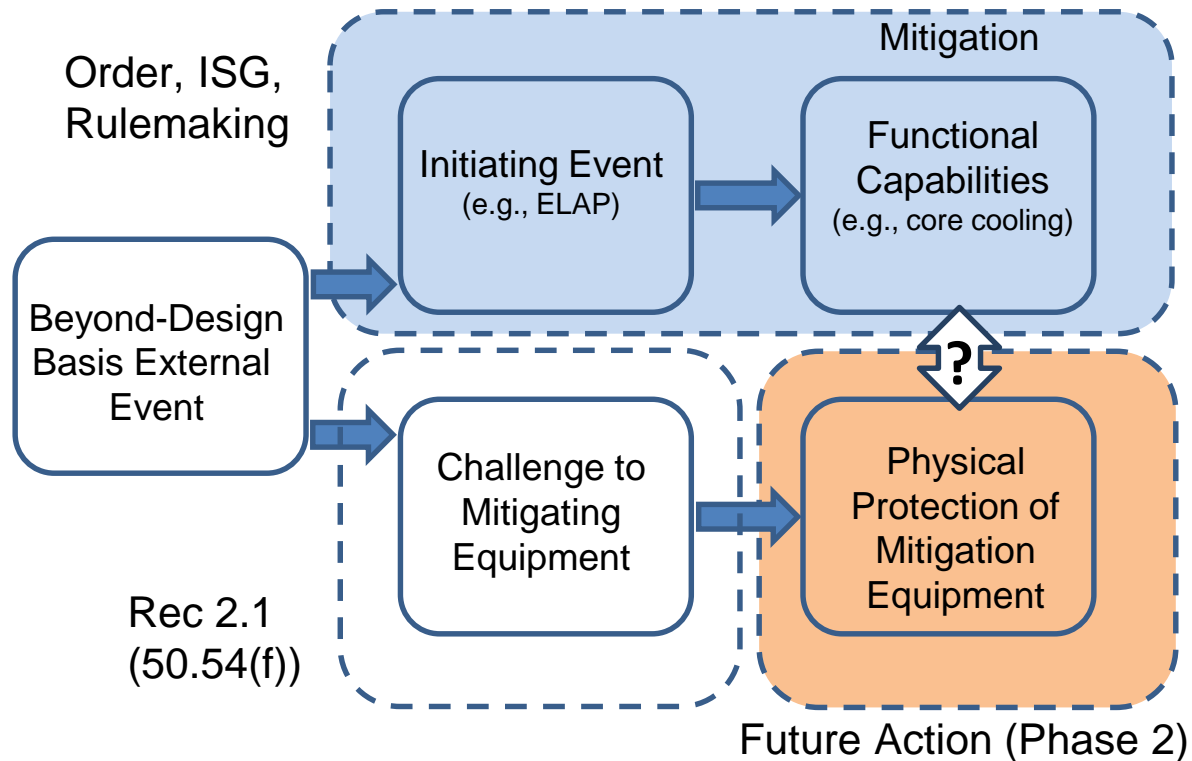 Mitigation
Order, ISG,
Rulemaking
Initiating Event
(e.g., ELAP)
Functional
Capabilities
(e.g., core cooling)
Beyond-Design
Basis External
Event
?
Challenge to
Mitigating
Equipment
Physical
Protection of
Mitigation
Equipment
Rec 2.1
(50.54(f))
Future Action (Phase 2)